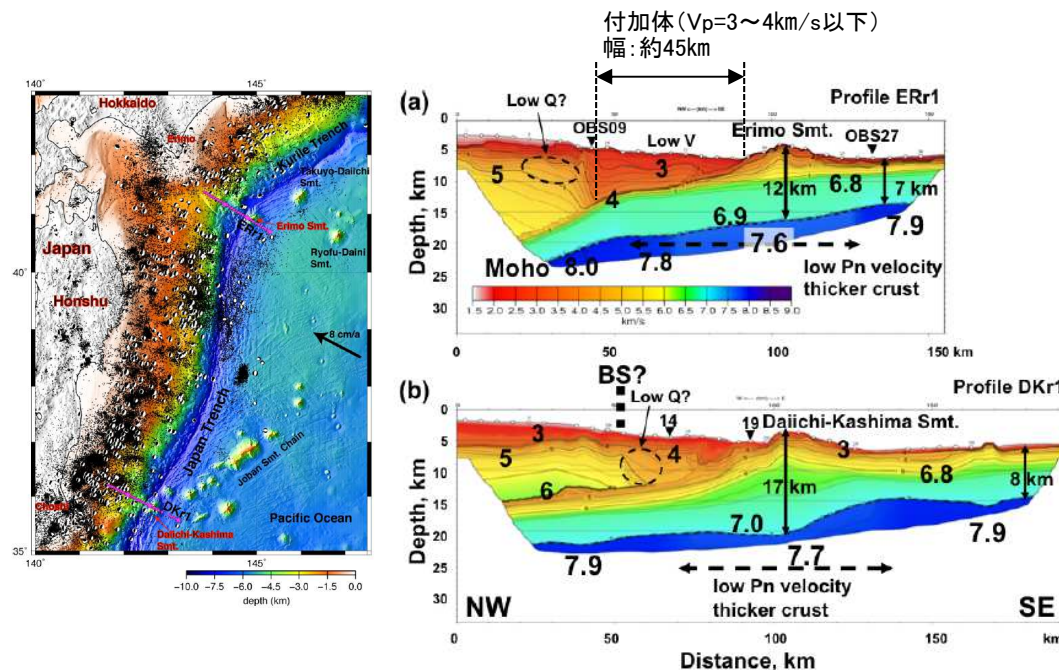 付加体(Vp=3～4km/s以下)
幅:約45km
140°
145°
Hokkaido
Erimo
Kurile Trench
Takuyo-Daiichi
Smt.
ERr1
Erimo Smt.
Ryofu-Daini
Smt.
Japan
Honshu
40°
8 cm/a
Japan Trench
Joban Smt. Chain
Choshi
DKr1
Pacific Ocean
Daiichi-Kashima
Smt.
35°
140°
145°
-10.0 -7.5 -6.0 -4.5 -3.0 -1.5 0.0
depth (km)
(a)
Profile ERr1
Low Q?
OBS09
Low V
Erimo Smt.
OBS27
0
5
10
15
20
25
30
Depth, km
5
3
4
12 km
6.8
7 km
6.9
7.9
7.6
Moho
8.0
7.8
low Pn velocity
thicker crust
1.5 2.0 2.5 3.0 3.5 4.0 4.5 5.0 5.5 6.0 6.5 7.0 7.5 8.0 8.5 9.0
km/s
0 50 100 150 km
BS?
(b)
Profile DKr1
Low Q?
14
19
Daiichi-Kashima Smt.
0
5
10
15
20
25
30
Depth, km
3
5
4
3
6
6.8
17 km
8 km
7.0
7.9
7.7
7.9
low Pn velocity
thicker crust
NW
SE
0 50 100 150
Distance, km